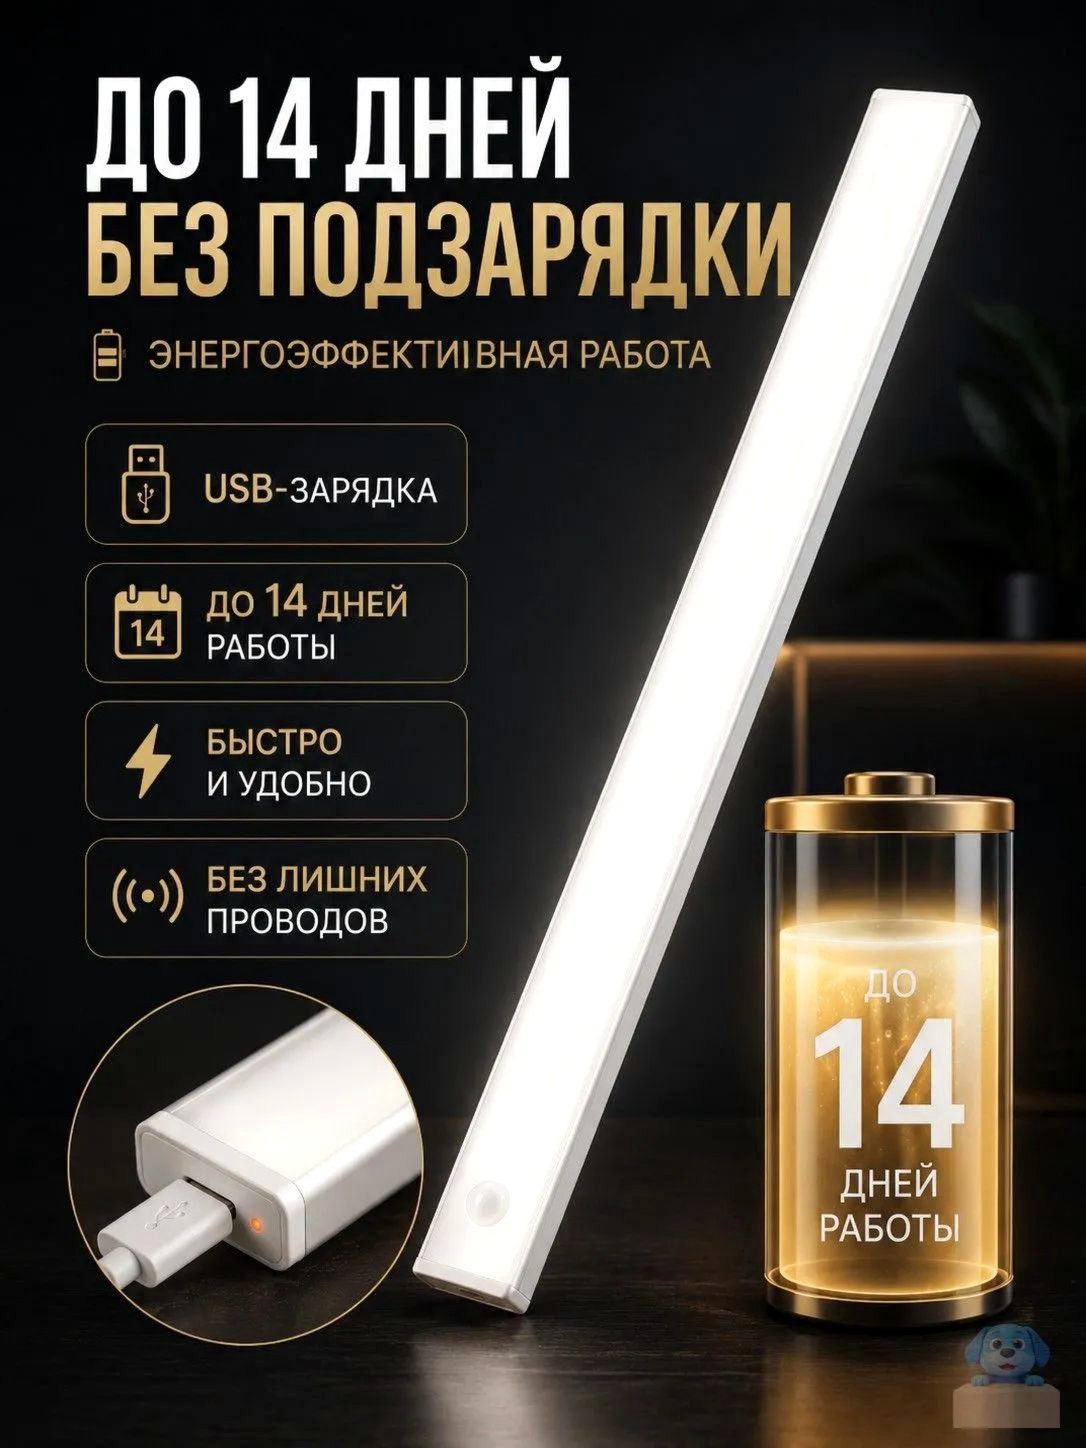 ДО 14 ДНЕЙ
БЕЗ ПОДЗАРЯДКИ
ЭНЕРГОЭФФЕКТИIВНАЯ РАБОТА
USB-ЗАРЯДКА
14
ДО 14 ДНЕЙ
РАБОТЫ
БЫСТРО
И УДОБНО
БЕЗ ЛИШНИХ
ПРОВОДОВ
ДО
14
ДНЕЙ
РАБОТЫ